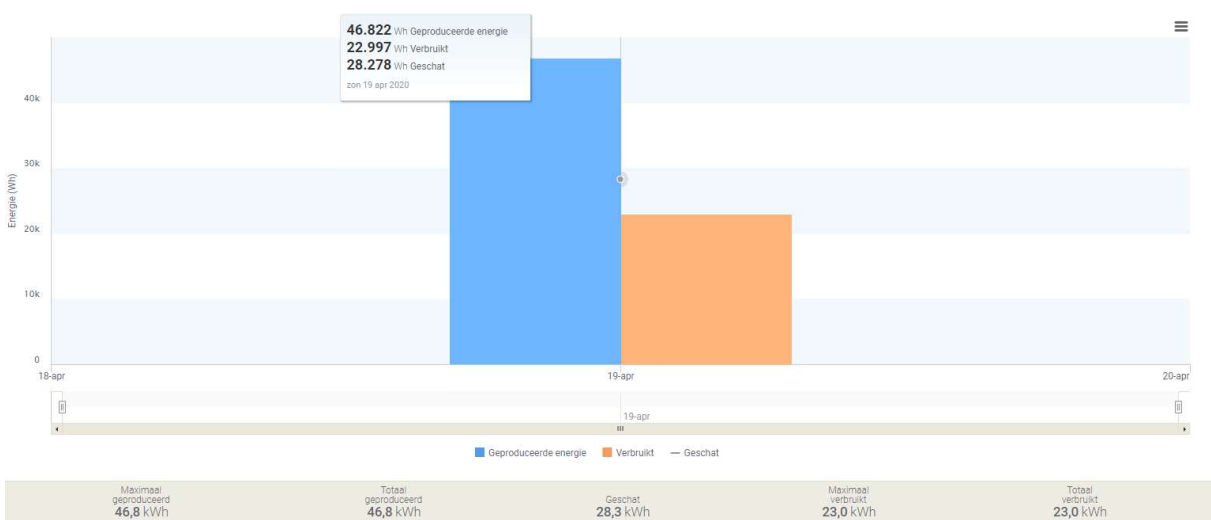 46.822 Wh Geproduceerde energie
22.997 Wh Verbruikt
28.278 Wh Geschat
zon 19 apr 2020
Energie (Wh)
40k
30k
20k
10k
0
18-apr
19-apr
20-apr
19-apr
Geproduceerde energie
Verbruikt
Geschat
Maximaal
geproduceerd
46,8 kWh
Totaal
geproduceerd
46,8 kWh
Geschat
28,3 kWh
Maximaal
verbruikt
23,0 kWh
Totaal
verbruikt
23,0 kWh